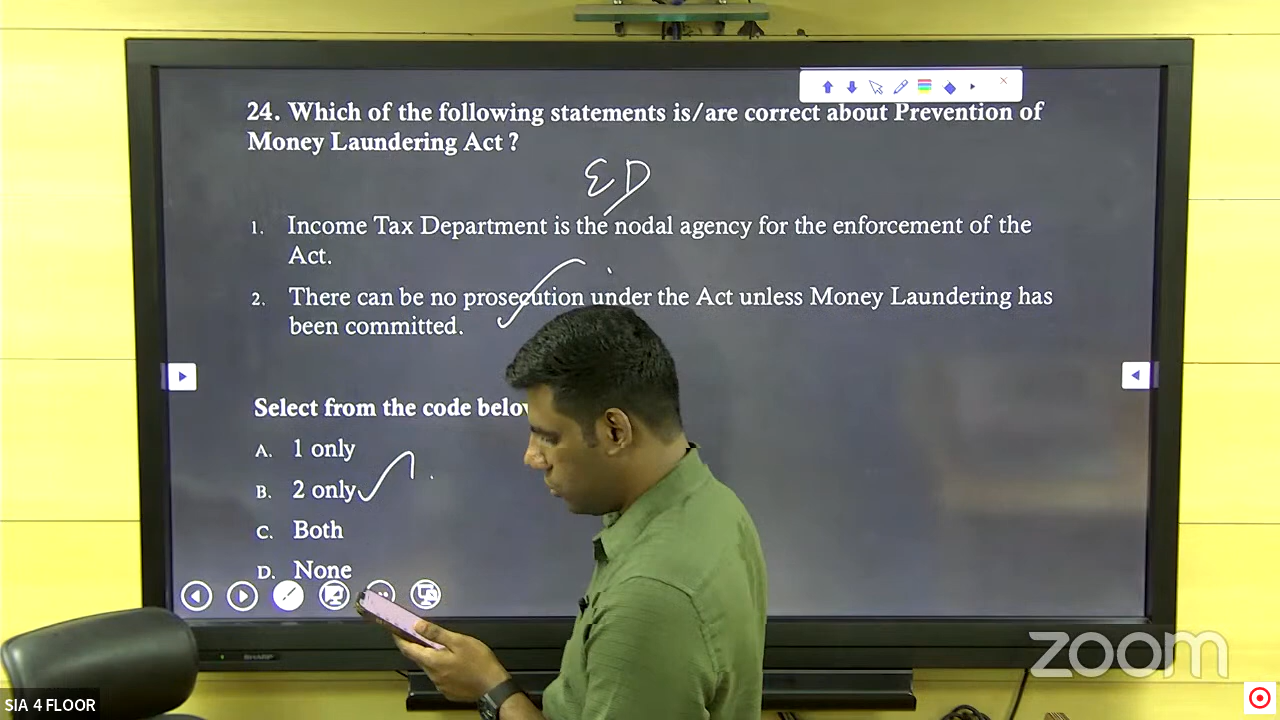 24. Which of the following statements is/are correct about Prevention of
Money Laundering Act ?
ED
1. Income Tax Department is the nodal agency for the enforcement of the
Act.
2. There can be no prosecution under the Act unless Money Laundering has
been committed.
Select from the code below
A. 1 only
B. 2 only
C. Both
D. None
SHARP
zoom
SIA 4 FLOOR